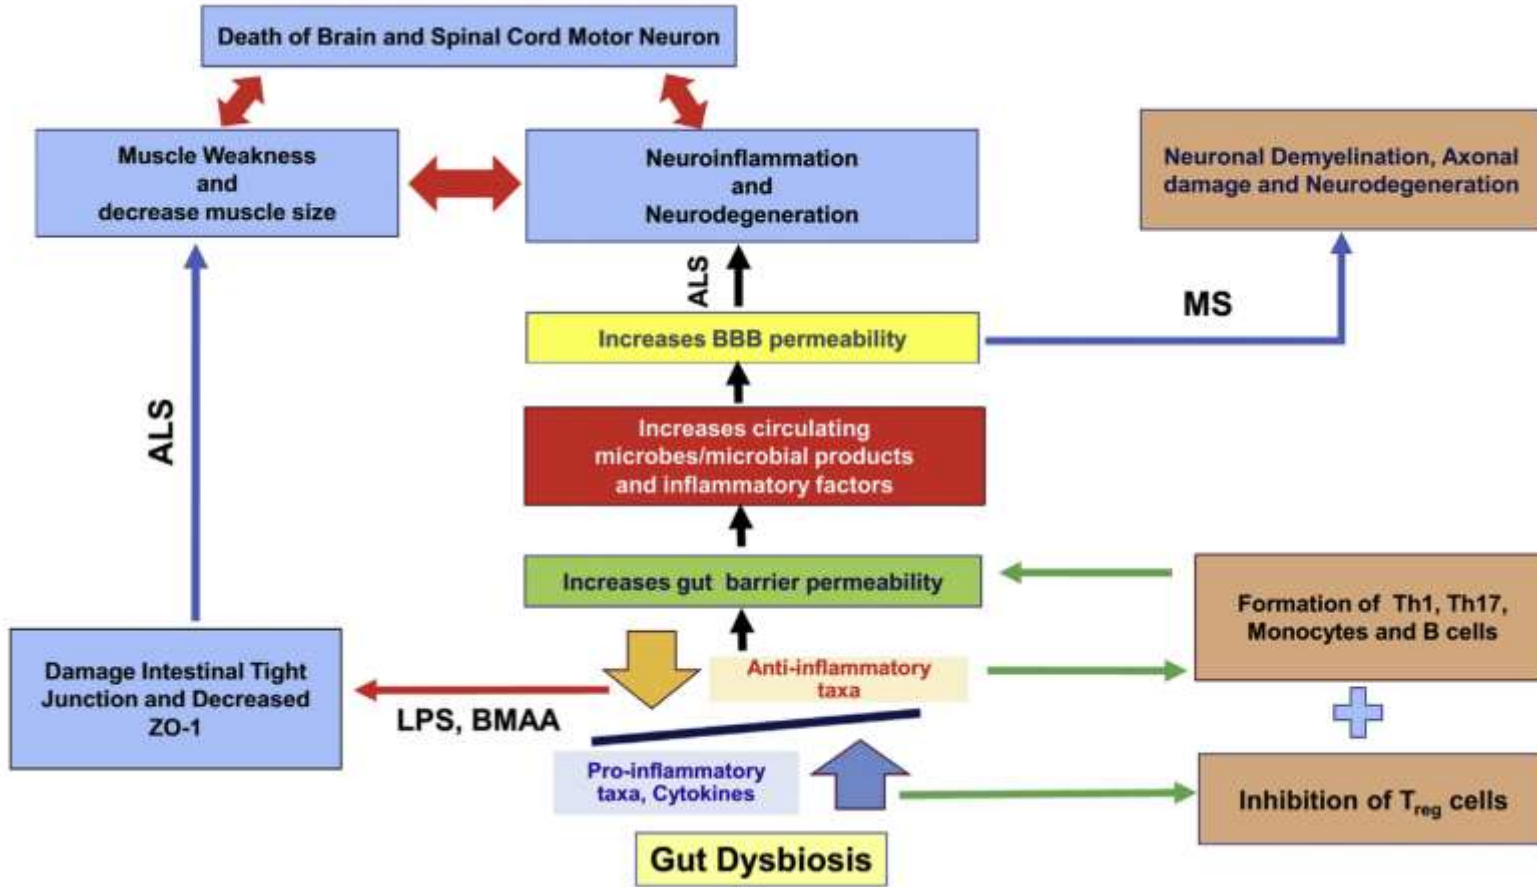 Death of Brain and Spinal Cord Motor Neuron
Muscle Weakness
and
decrease muscle size
Neuroinflammation
and
Neurodegeneration
Neuronal Demyelination, Axonal
damage and Neurodegeneration
ALS
MS
Increases BBB permeability
ALS
Increases circulating
microbes/microbial products
and inflammatory factors
Increases gut barrier permeability
Formation of Th1, Th17,
Monocytes and B cells
Damage Intestinal Tight
Junction and Decreased
ZO-1
LPS, BMAA
Anti-inflammatory
taxa
Pro-inflammatory
taxa, Cytokines
Inhibition of Treg cells
Gut Dysbiosis